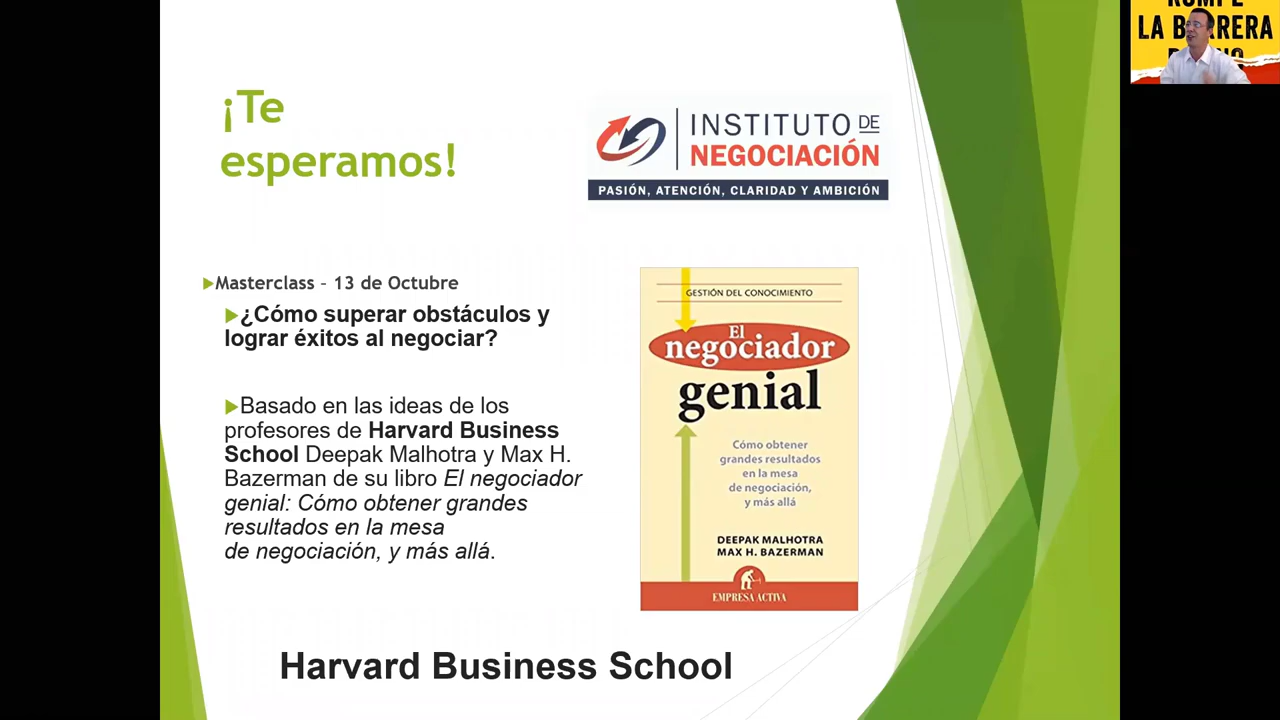 ¡Te
esperamos!
INSTITUTO DE
NEGOCIACIÓN
PASIÓN, ATENCIÓN, CLARIDAD Y AMBICIÓN
Masterclass – 13 de Octubre
¿Cómo superar obstáculos y
lograr éxitos al negociar?
Basado en las ideas de los
profesores de Harvard Business
School Deepak Malhotra y Max H.
Bazerman de su libro El negociador
genial: Cómo obtener grandes
resultados en la mesa
de negociación, y más allá.
GESTIÓN DEL CONOCIMIENTO
El
negociador
genial
Cómo obtener
grandes resultados
en la mesa
de negociación,
y más allá
DEEPAK MALHOTRA
MAX H. BAZERMAN
EMPRESA ACTIVA
Harvard Business School
LA